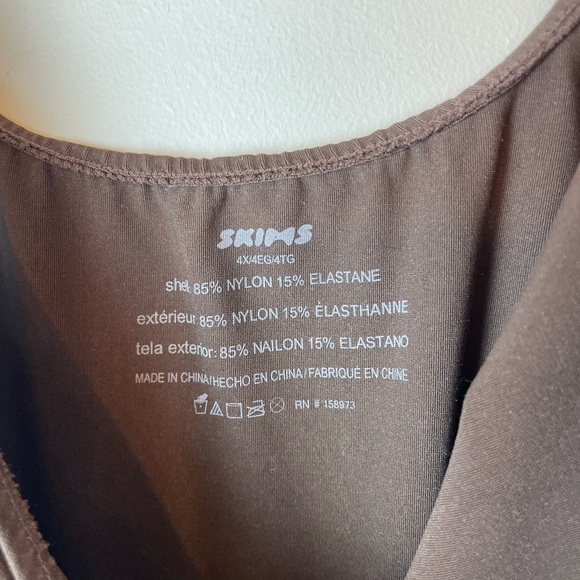 SKIMS
4X/4EG/4TG
shell: 85% NYLON 15% ELASTANE
extérieur: 85% NYLON 15% ÉLASTHANNE
tela exterior: 85% NAILON 15% ELASTANO
MADE IN CHINA/HECHO EN CHINA/FABRIQUÉ EN CHINE
RN # 158973